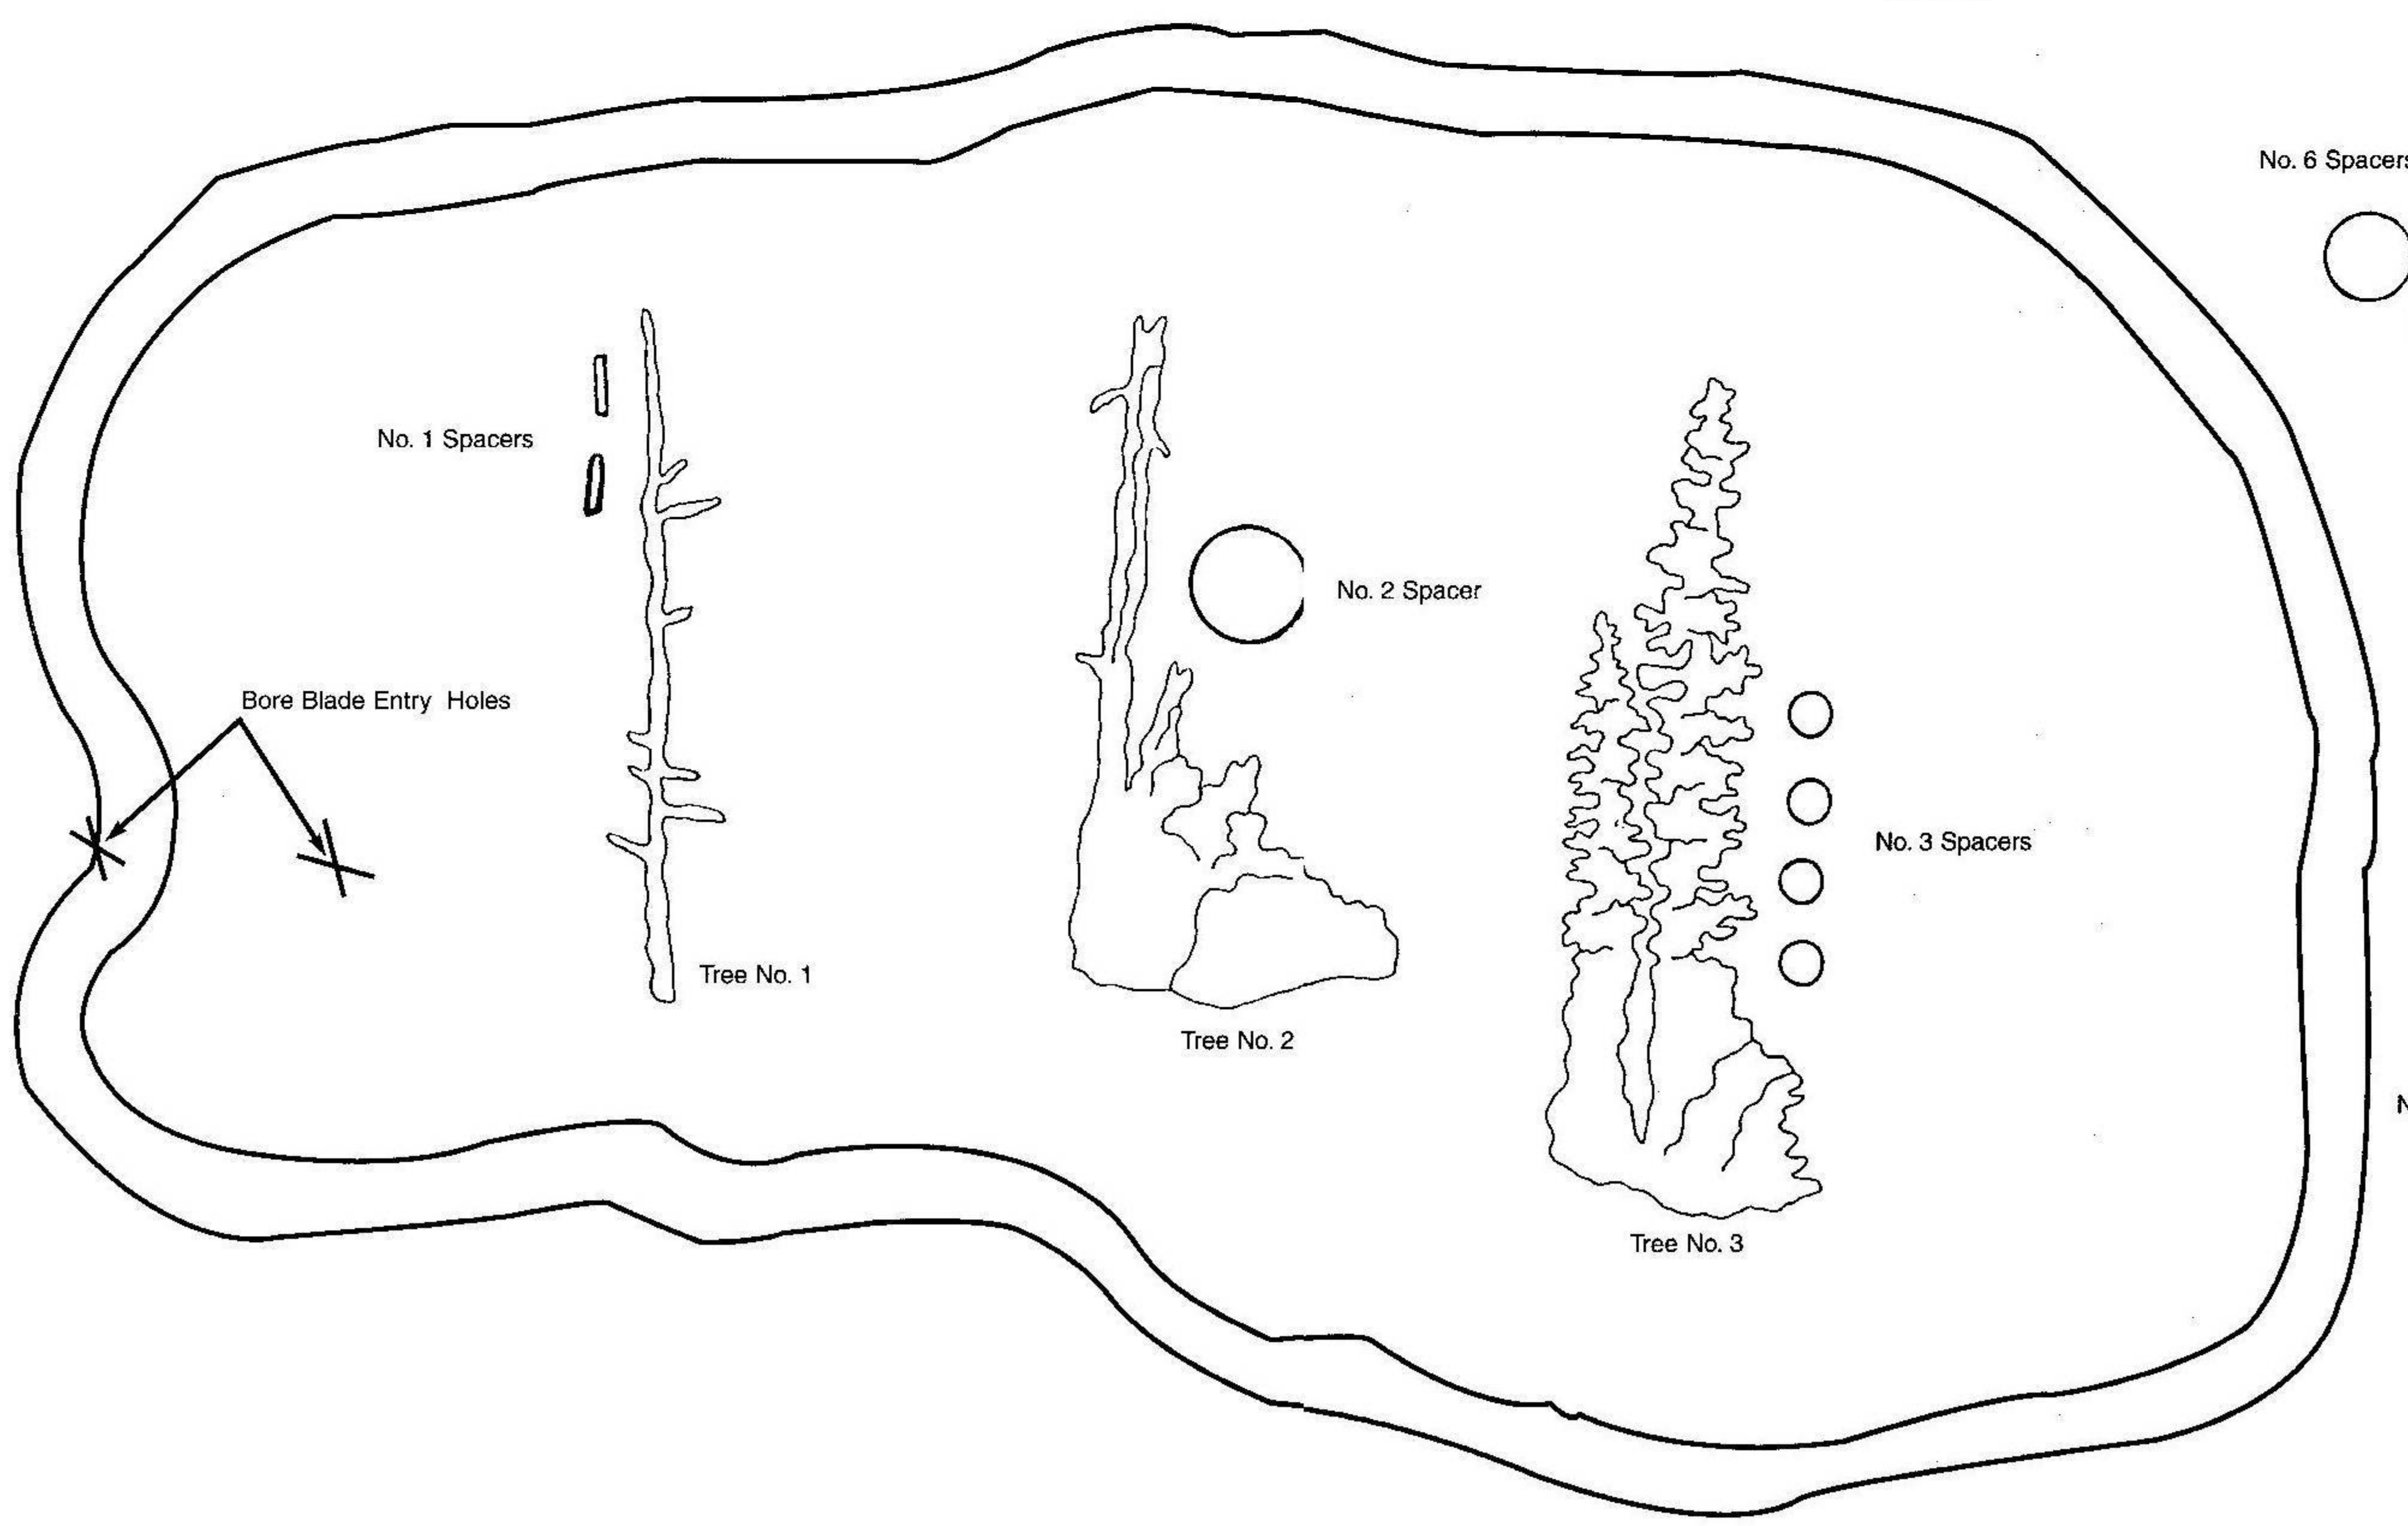 No. 6 Spacers
No. 1 Spacers
No. 2 Spacer
Bore Blade Entry Holes
No. 3 Spacers
Tree No. 1
Tree No. 2
Tree No. 3